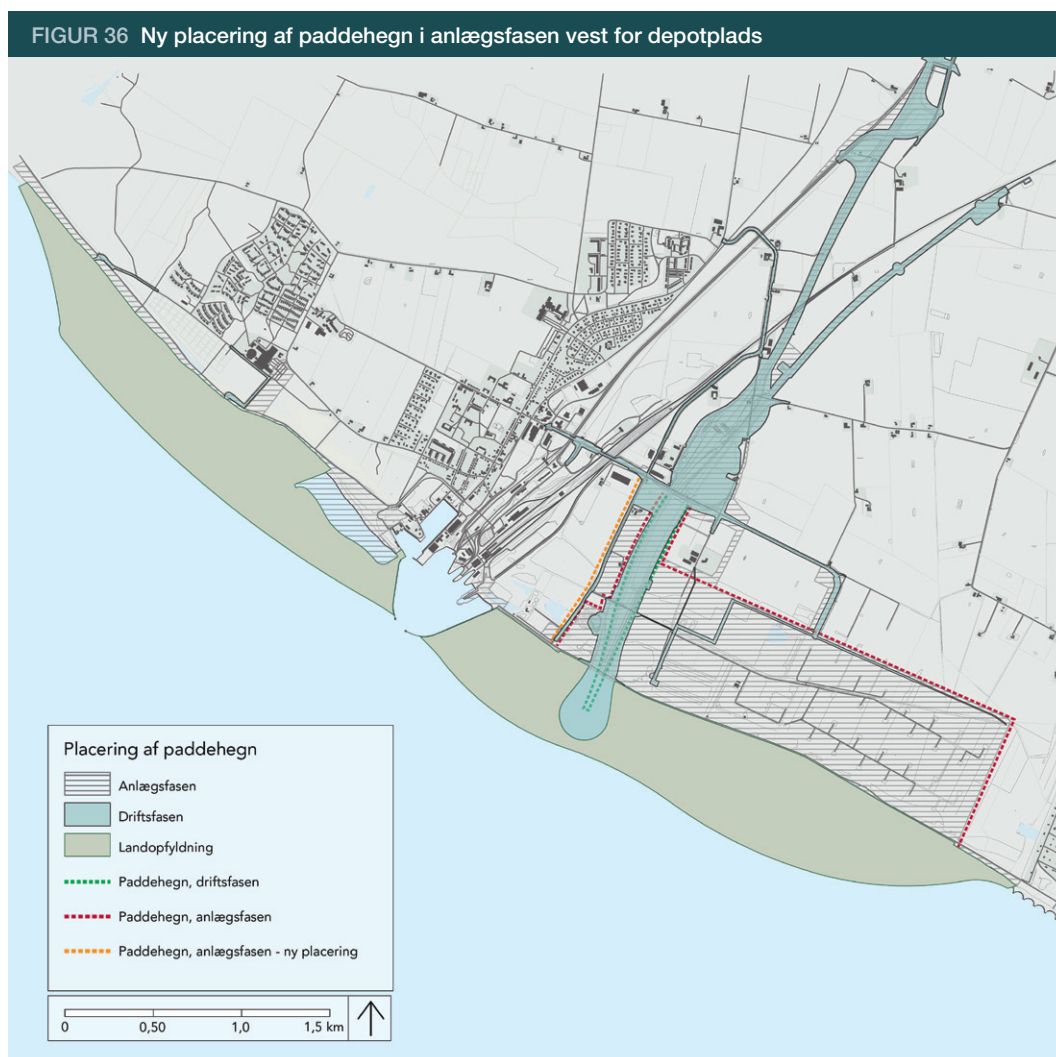 FIGUR 36 Ny placering af paddehegn i anlægsfasen vest for depotplads
Placering af paddehegn
Anlægsfasen
Driftsfasen
Landopfyldning
Paddehegn, driftsfasen
Paddehegn, anlægsfasen
Paddehegn, anlægsfasen - ny placering
0 0,50 1,0 1,5 km